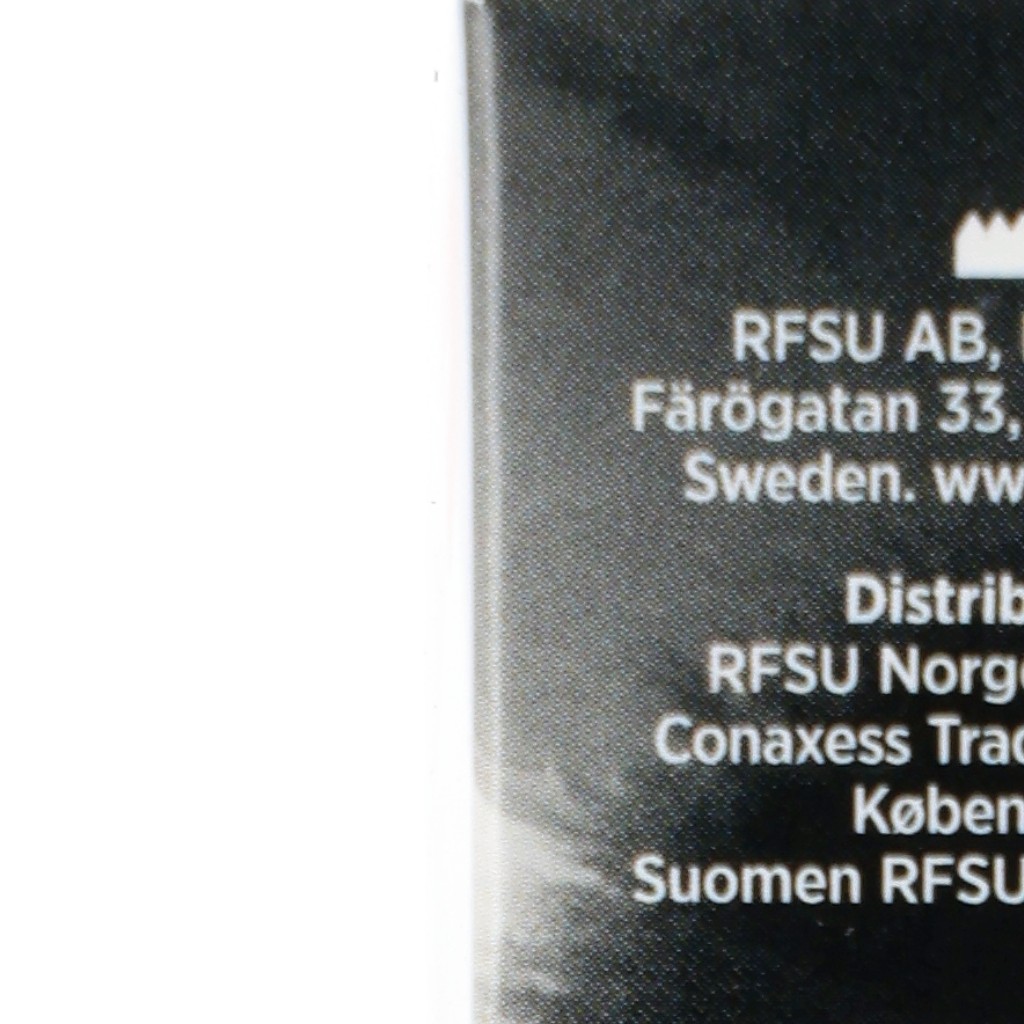 RFSU AB,
Färögatan 33,
Sweden.
RFSU
Conaxess
Suomen RFSU